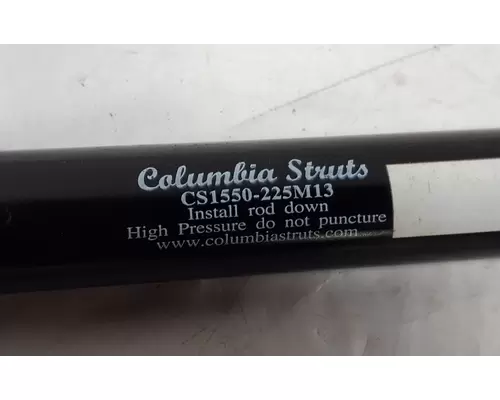 Columbia Struts
CS1550-225M13
Install rod down
High Pressure do not puncture
www.columbiastruts.com